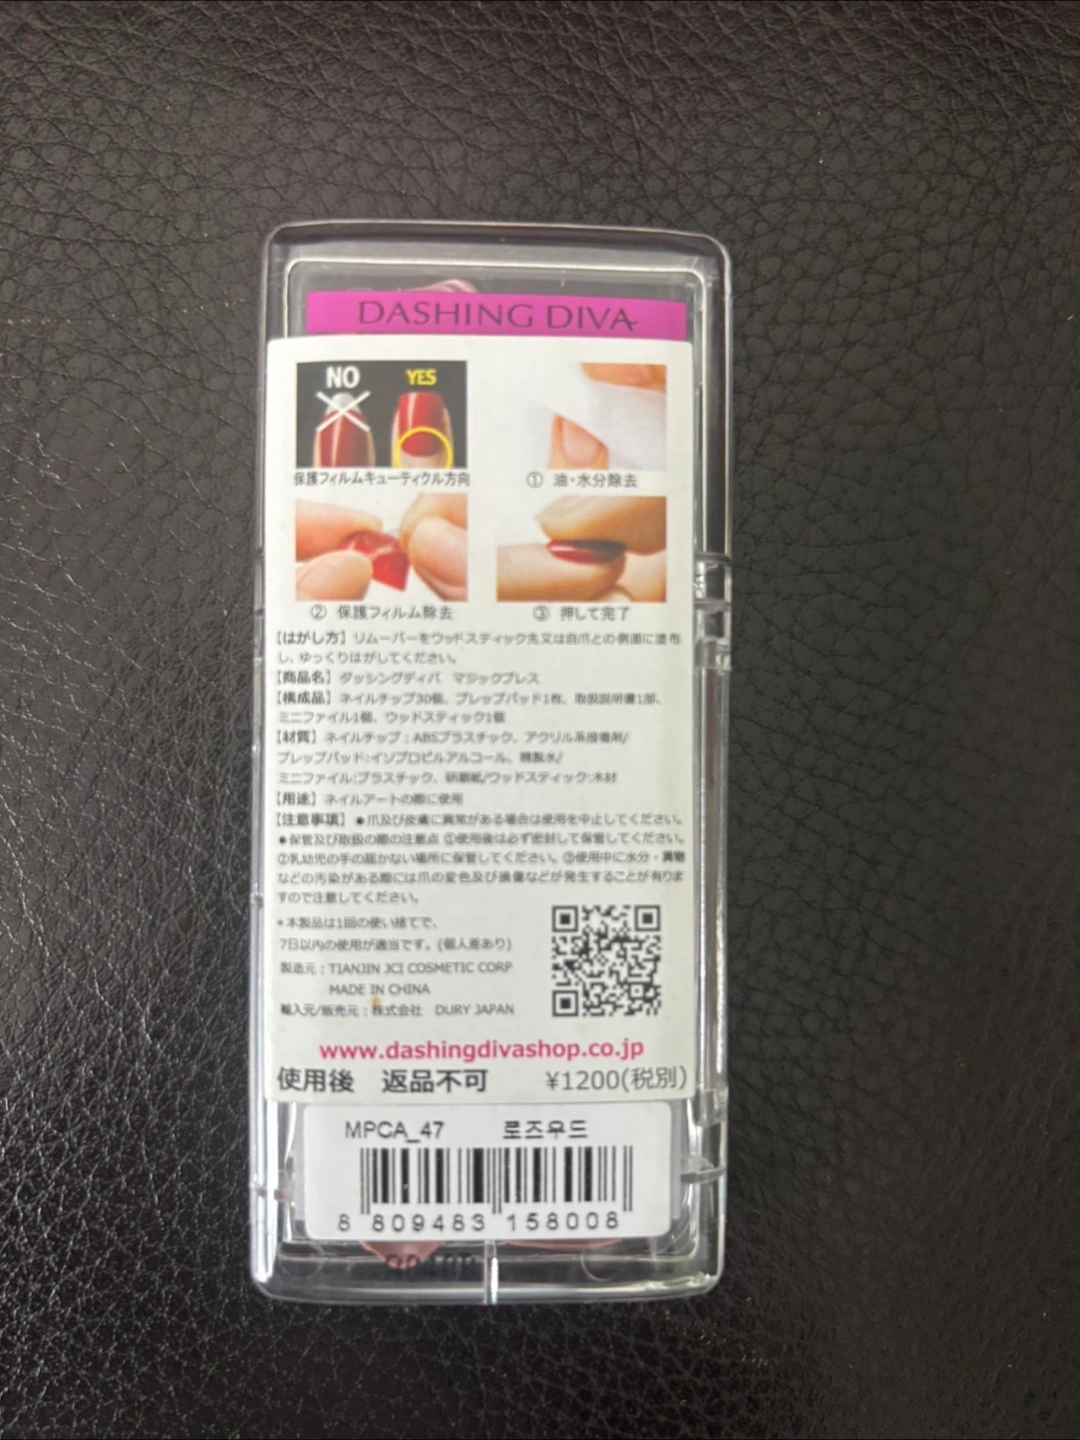 DASHING DIVA
NO YES
保護フィルムキューティクル方向
① 油・水分除去
② 保護フィルム除去
③ 押して完了
【はがし方】リムーバーをウッドスティック先又は自爪との側面に塗布
し、ゆっくりはがしてください。
【商品名】ダッシングディバ マジックプレス
【構成品】ネイルチップ30個、プレップパッド1枚、取扱説明書1部、
ミニファイル1個、ウッドスティック1個
【材質】ネイルチップ：ABSプラスチック、アクリル系接着剤/
プレップパッド:イソプロピルアルコール、精製水/
ミニファイル:プラスチック、研磨紙/ウッドスティック:木材
【用途】ネイルアートの際に使用
【注意事項】●爪及び皮膚に異常がある場合は使用を中止してください。
●保管及び取扱の際の注意点 ①使用後は必ず密封して保管してください。
②乳幼児の手の届かない場所に保管してください。③使用中に水分・異物
などの汚染がある際には爪の変色及び損傷などが発生することが有りま
すので注意してください。
*本製品は1回の使い捨てで、
7日以内の使用が適当です。(個人差あり)
製造元：TIANJIN JCI COSMETIC CORP
MADE IN CHINA
輸入元/販売元：株式会社 DURY JAPAN
www.dashingdivashop.co.jp
使用後 返品不可 ¥1200(税別)
MPCA_47 로즈우드
8 809483 158008